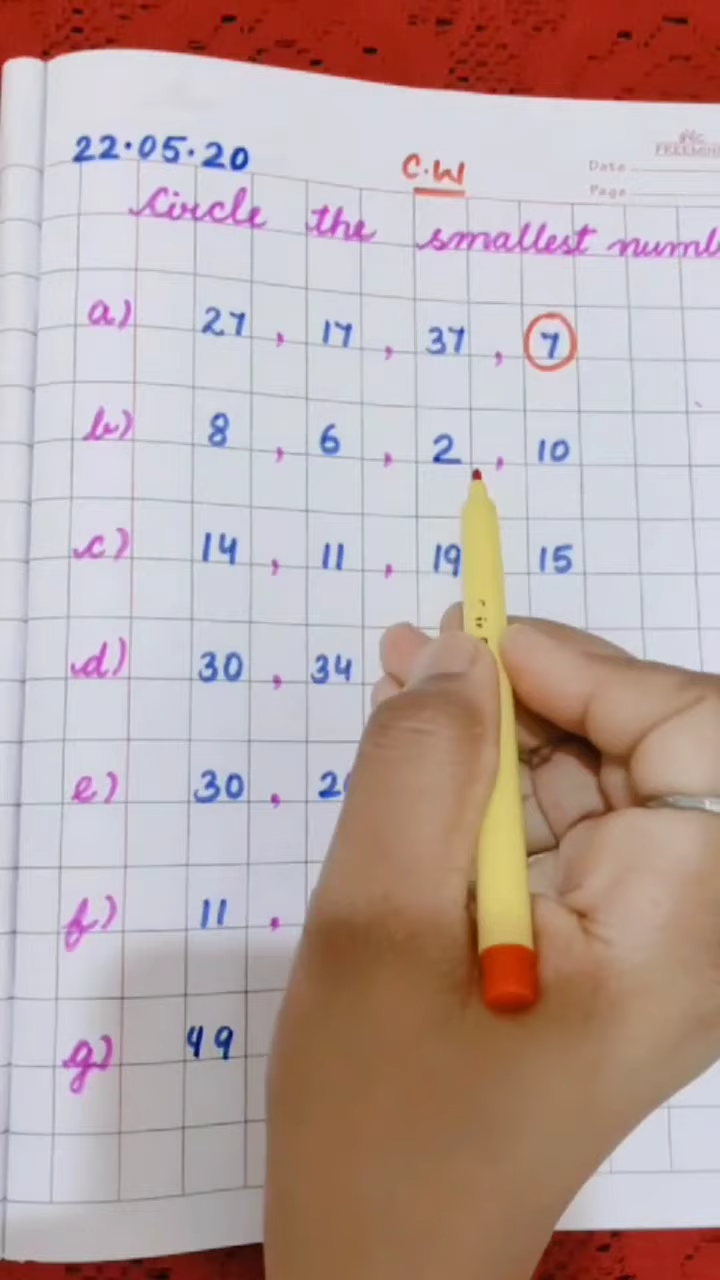 22.05.20
C.W
Date
Page
Circle the smallest
a) 27, 17, 37, 7
b) 8, 6, 2, 10
c) 14, 11, 19 15
d) 30, 34
e) 30,
f) 11,
g) 49